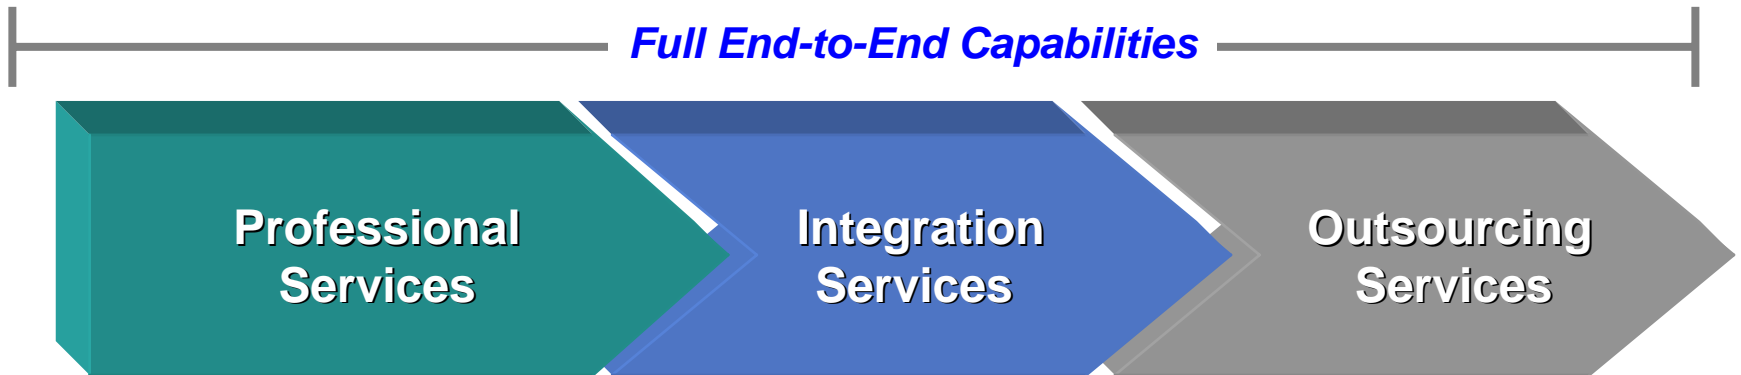 Full End-to-End Capabilities
Professional
Services
Integration
Services
Outsourcing
Services